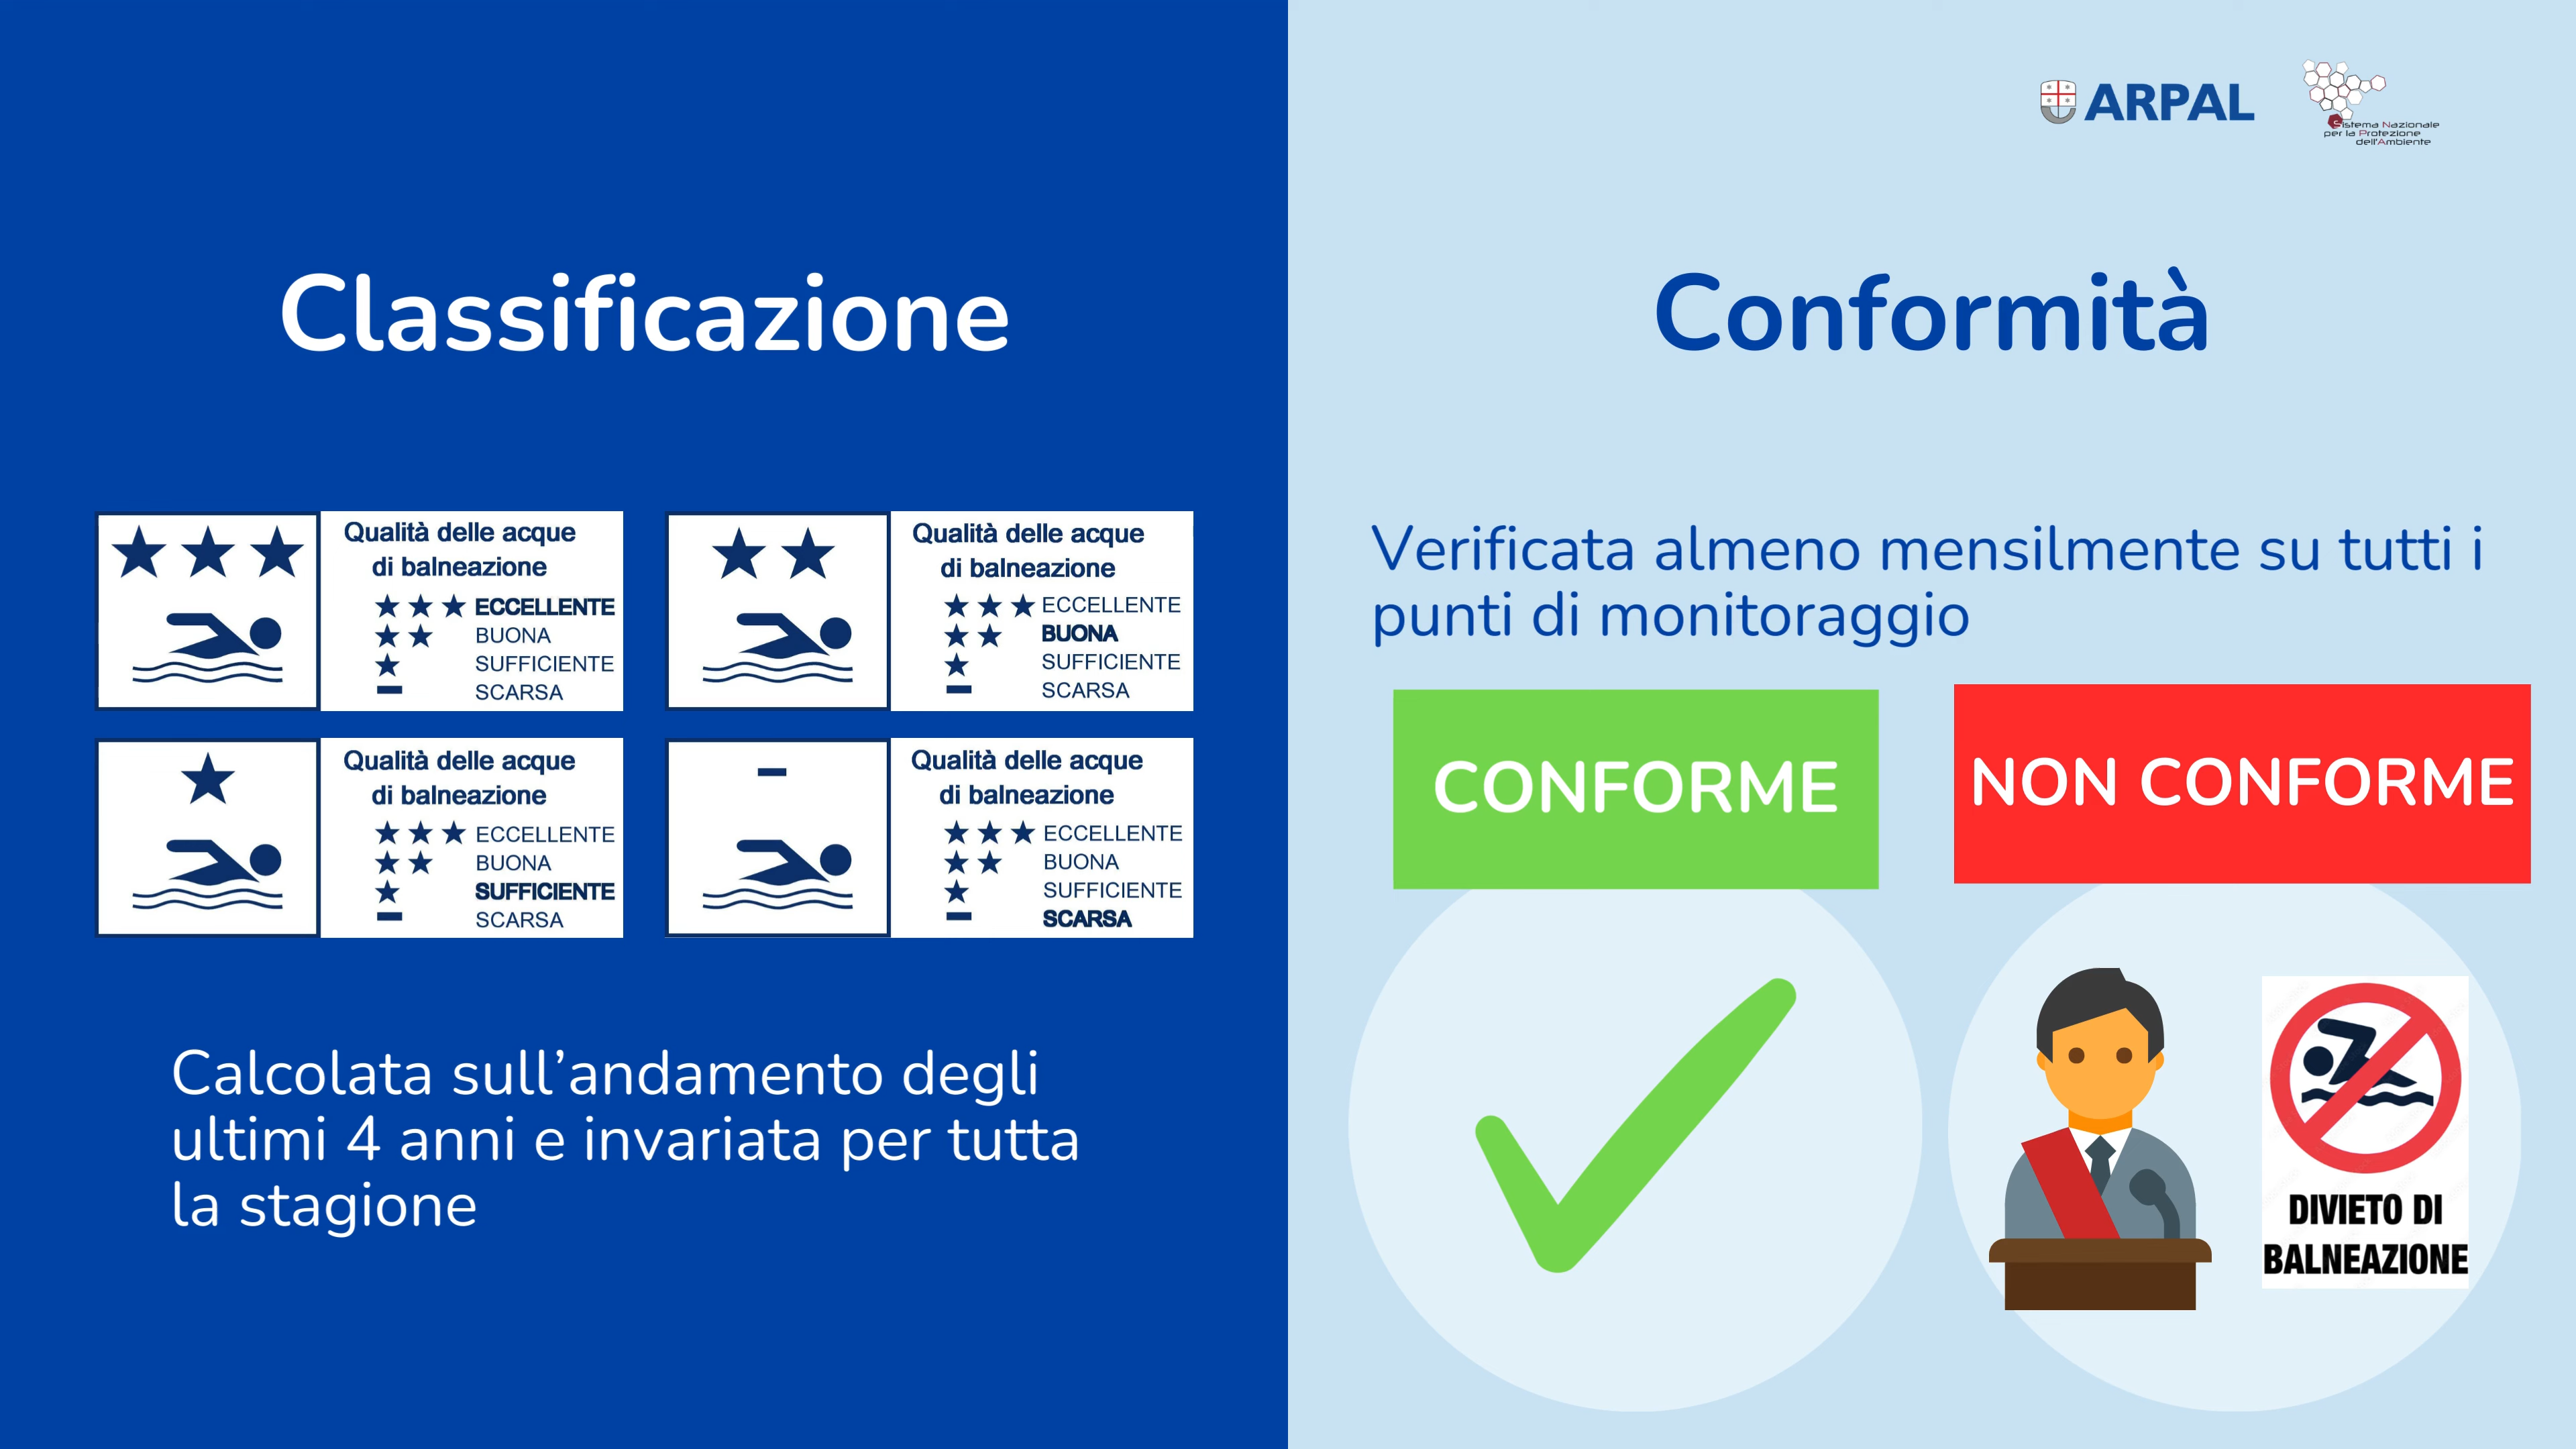 ARPAL
Sistema Nazionale
per la Protezione
dell'Ambiente
Classificazione
Qualità delle acque
di balneazione
ECCELLENTE
BUONA
SUFFICIENTE
SCARSA
Qualità delle acque
di balneazione
ECCELLENTE
BUONA
SUFFICIENTE
SCARSA
Qualità delle acque
di balneazione
ECCELLENTE
BUONA
SUFFICIENTE
SCARSA
Qualità delle acque
di balneazione
ECCELLENTE
BUONA
SUFFICIENTE
SCARSA
Calcolata sull’andamento degli
ultimi 4 anni e invariata per tutta
la stagione
Conformità
Verificata almeno mensilmente su tutti i
punti di monitoraggio
CONFORME
NON CONFORME
DIVIETO DI
BALNEAZIONE